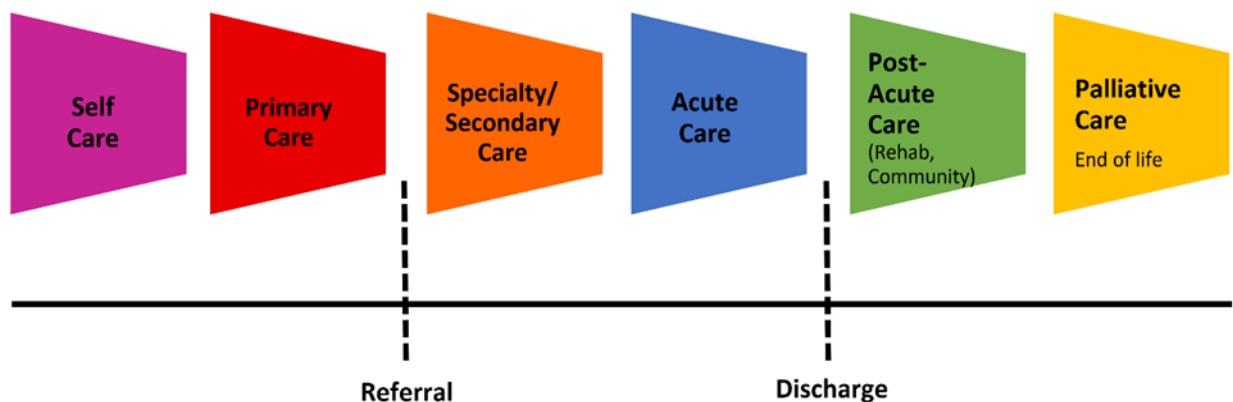 Self
Care
Primary
Care
Specialty/
Secondary
Care
Acute
Care
Post-
Acute
Care
(Rehab,
Community)
Palliative
Care
End of life
Referral
Discharge